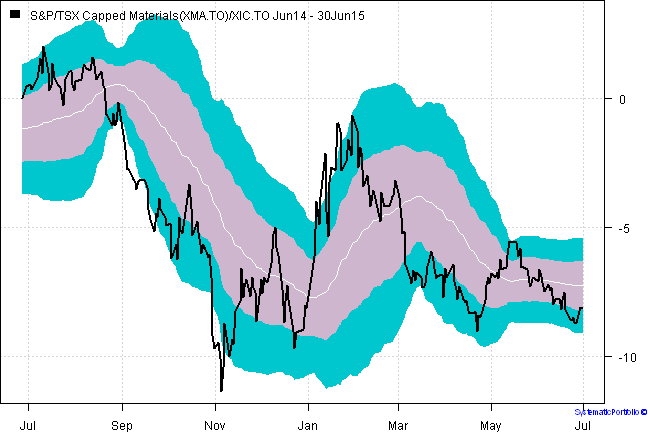 S&P/TSX Capped Materials(XMA.TO)/XIC.TO Jun14 - 30Jun15
0
-5
-10
Jul Sep Nov Jan Mar May Jul
SystematicPortfolio ©